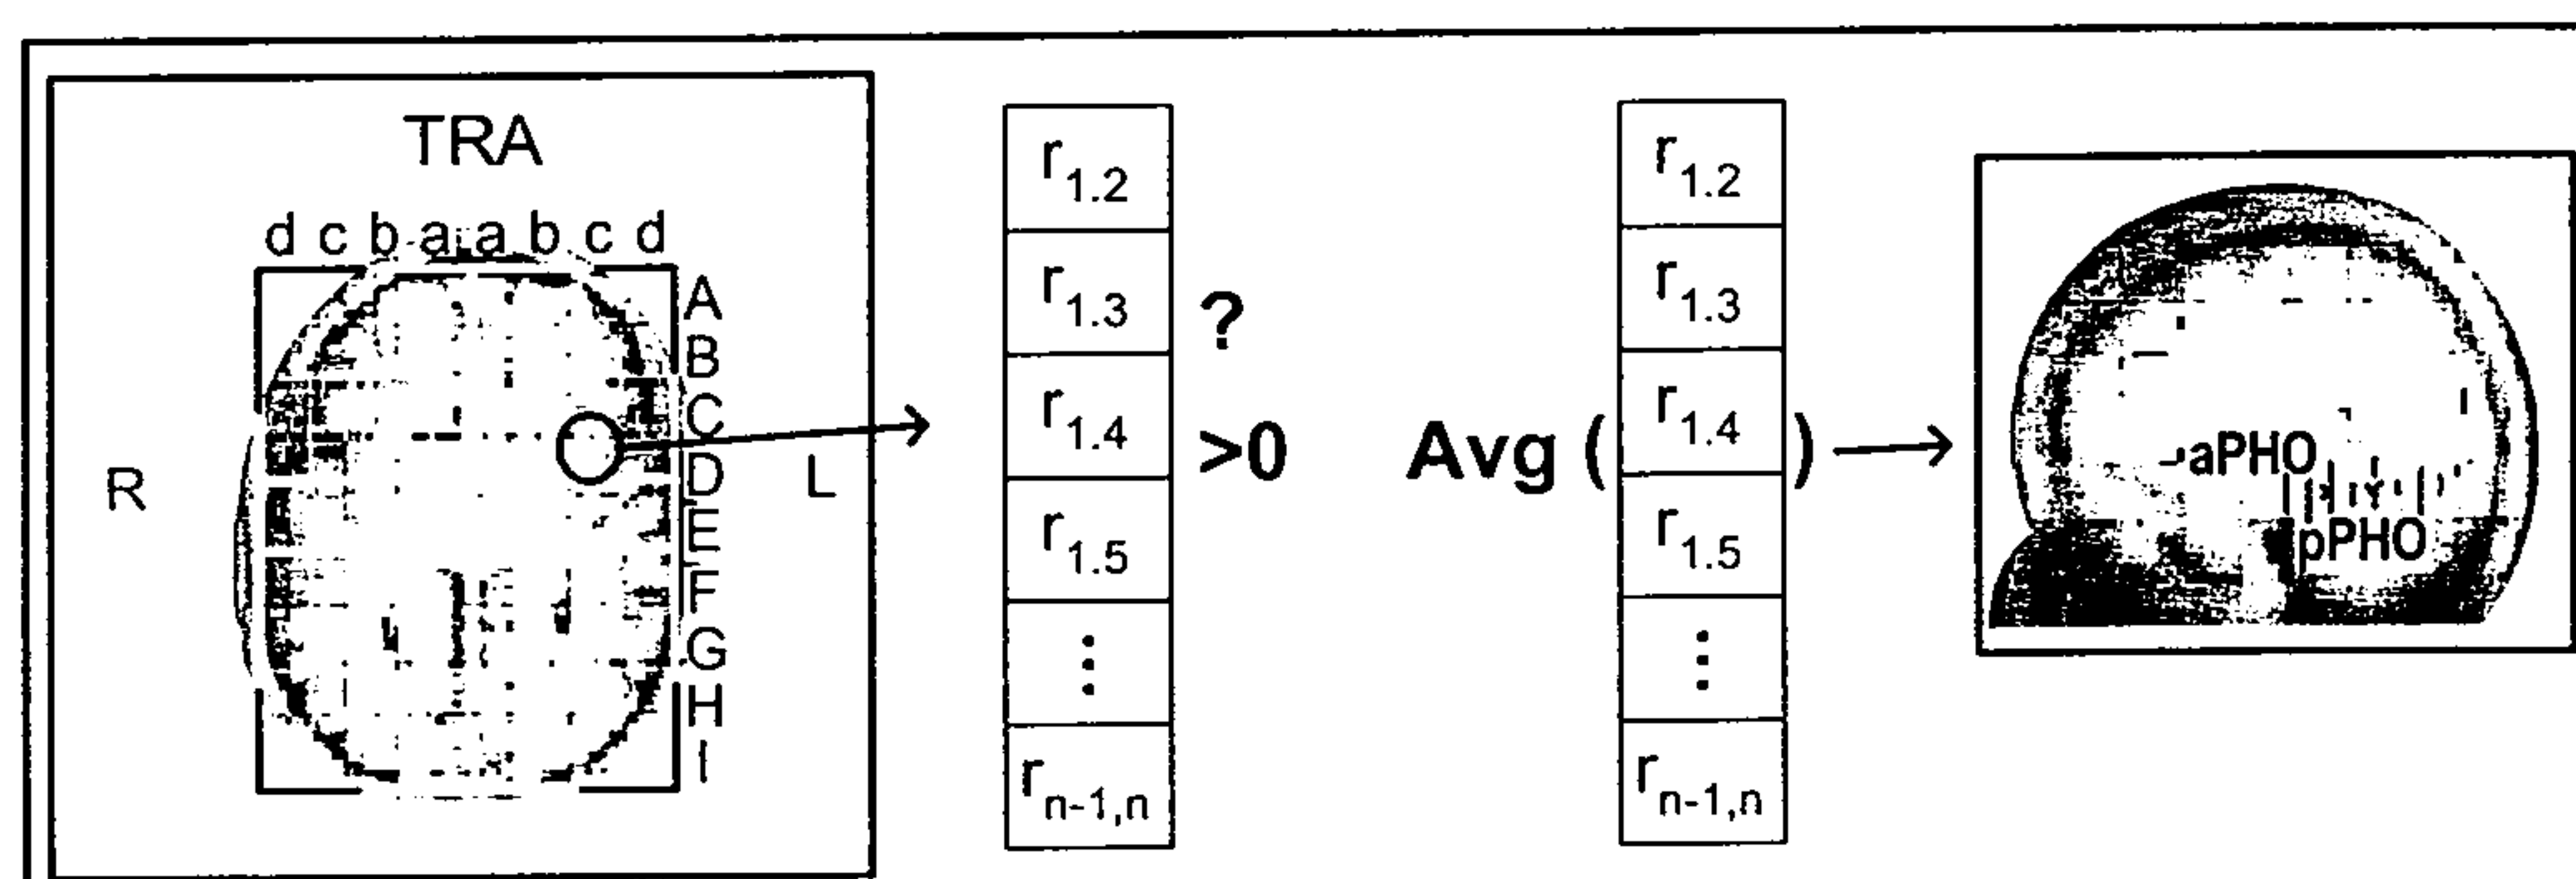 TRA
d c b a a b c d
A
B
C
D
E
F
G
H
I
R
L
r1.2
r1.3
r1.4
r1.5
⋮
rn-1,n
?
>0
Avg (
r1.2
r1.3
r1.4
r1.5
⋮
rn-1,n
)
aPHO
pPHO